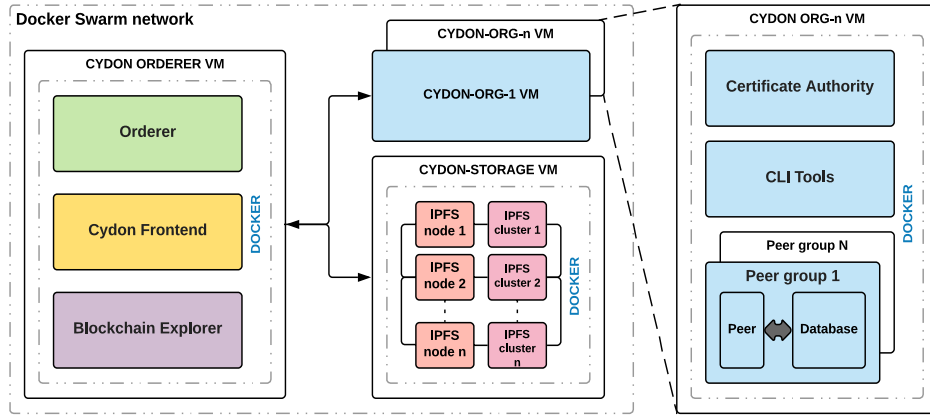 Docker Swarm network
CYDON ORDERER VM
Orderer
Cydon Frontend
Blockchain Explorer
DOCKER
CYDON-ORG-n VM
CYDON-ORG-1 VM
CYDON-STORAGE VM
IPFS
node 1
IPFS
cluster 1
IPFS
node 2
IPFS
cluster 2
IPFS
node n
IPFS
cluster n
DOCKER
CYDON ORG-n VM
Certificate Authority
CLI Tools
DOCKER
Peer group N
Peer group 1
Peer
Database